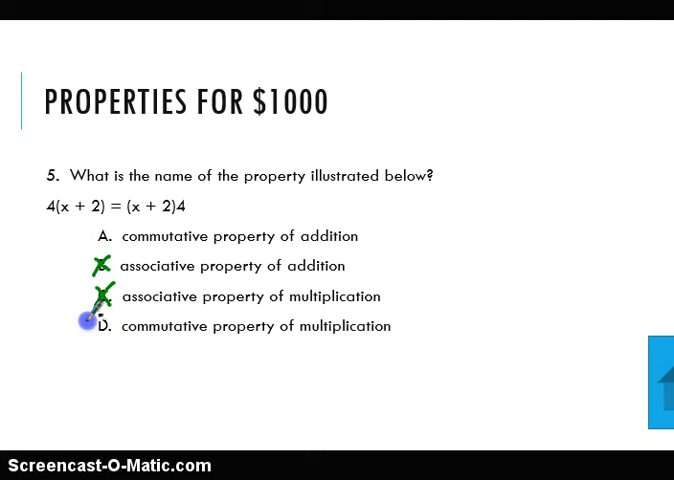 PROPERTIES FOR $1000
5. What is the name of the property illustrated below?
4(x + 2) = (x + 2)4
A. commutative property of addition
associative property of addition
associative property of multiplication
D. commutative property of multiplication
Screencast-O-Matic.com